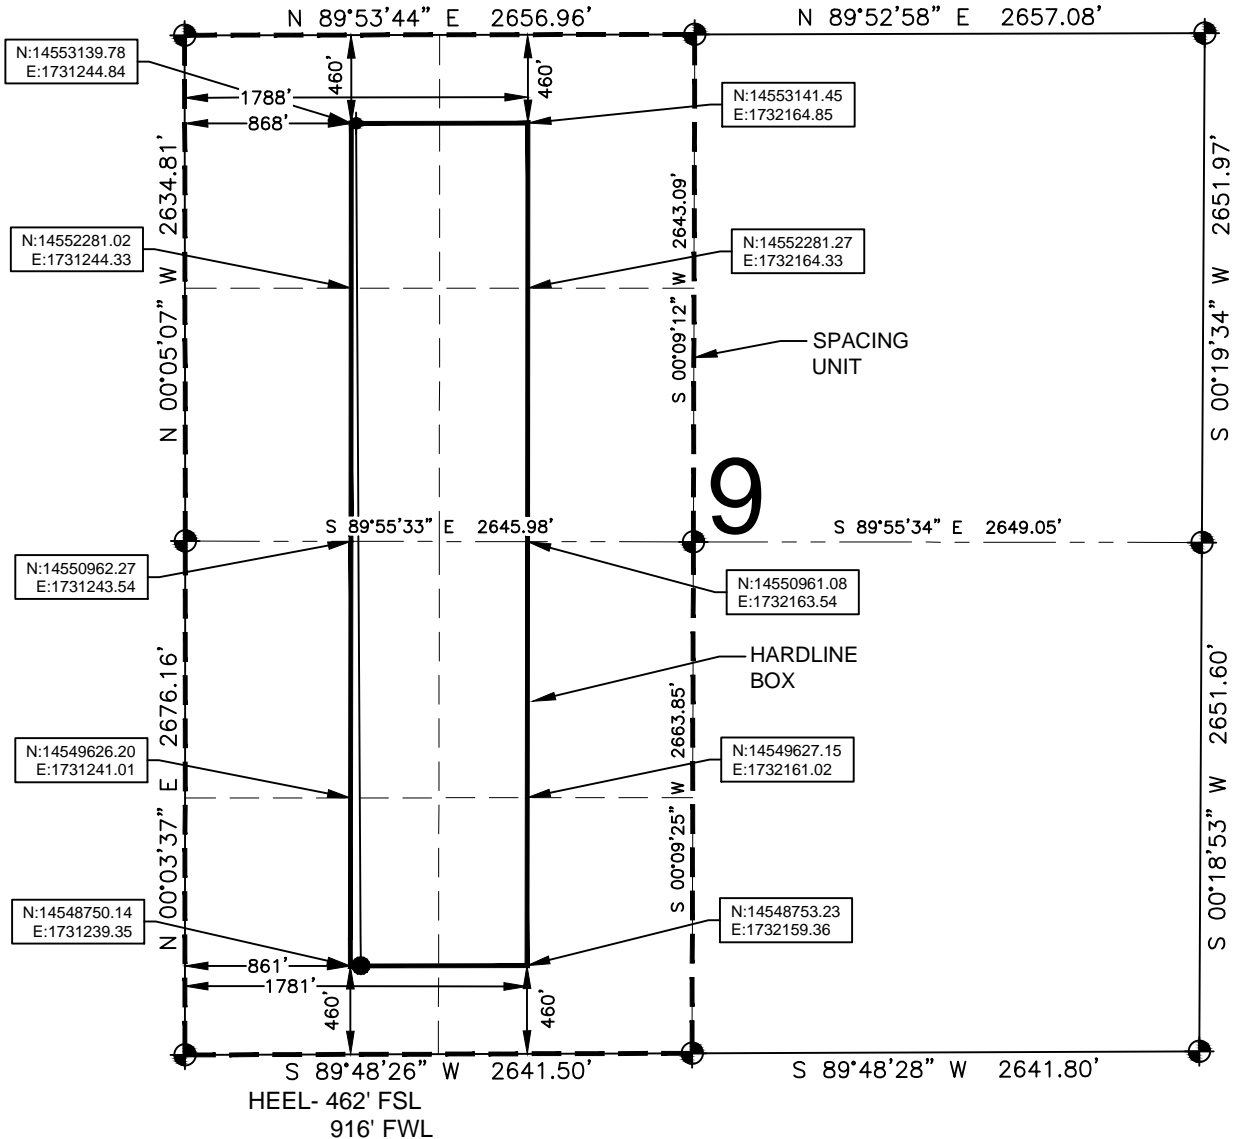 N 89°53'44" E 2656.96'
N 89°52'58" E 2657.08'
N:14553139.78
E:1731244.84
460'
460'
1788'
868'
N:14553141.45
E:1732164.85
N 00°05'07" W 2634.81'
S 00°09'12" W 2643.09'
S 00°19'34" W 2651.97'
N:14552281.02
E:1731244.33
N:14552281.27
E:1732164.33
SPACING
UNIT
9
S 89°55'33" E 2645.98'
S 89°55'34" E 2649.05'
N:14550962.27
E:1731243.54
N:14550961.08
E:1732163.54
HARDLINE
BOX
N 00°03'37" E 2676.16'
S 00°09'25" W 2663.85'
S 00°18'53" W 2651.60'
N:14549626.20
E:1731241.01
N:14549627.15
E:1732161.02
N:14548750.14
E:1731239.35
N:14548753.23
E:1732159.36
861'
1781'
460'
460'
S 89°48'26" W 2641.50'
S 89°48'28" W 2641.80'
HEEL- 462' FSL
916' FWL